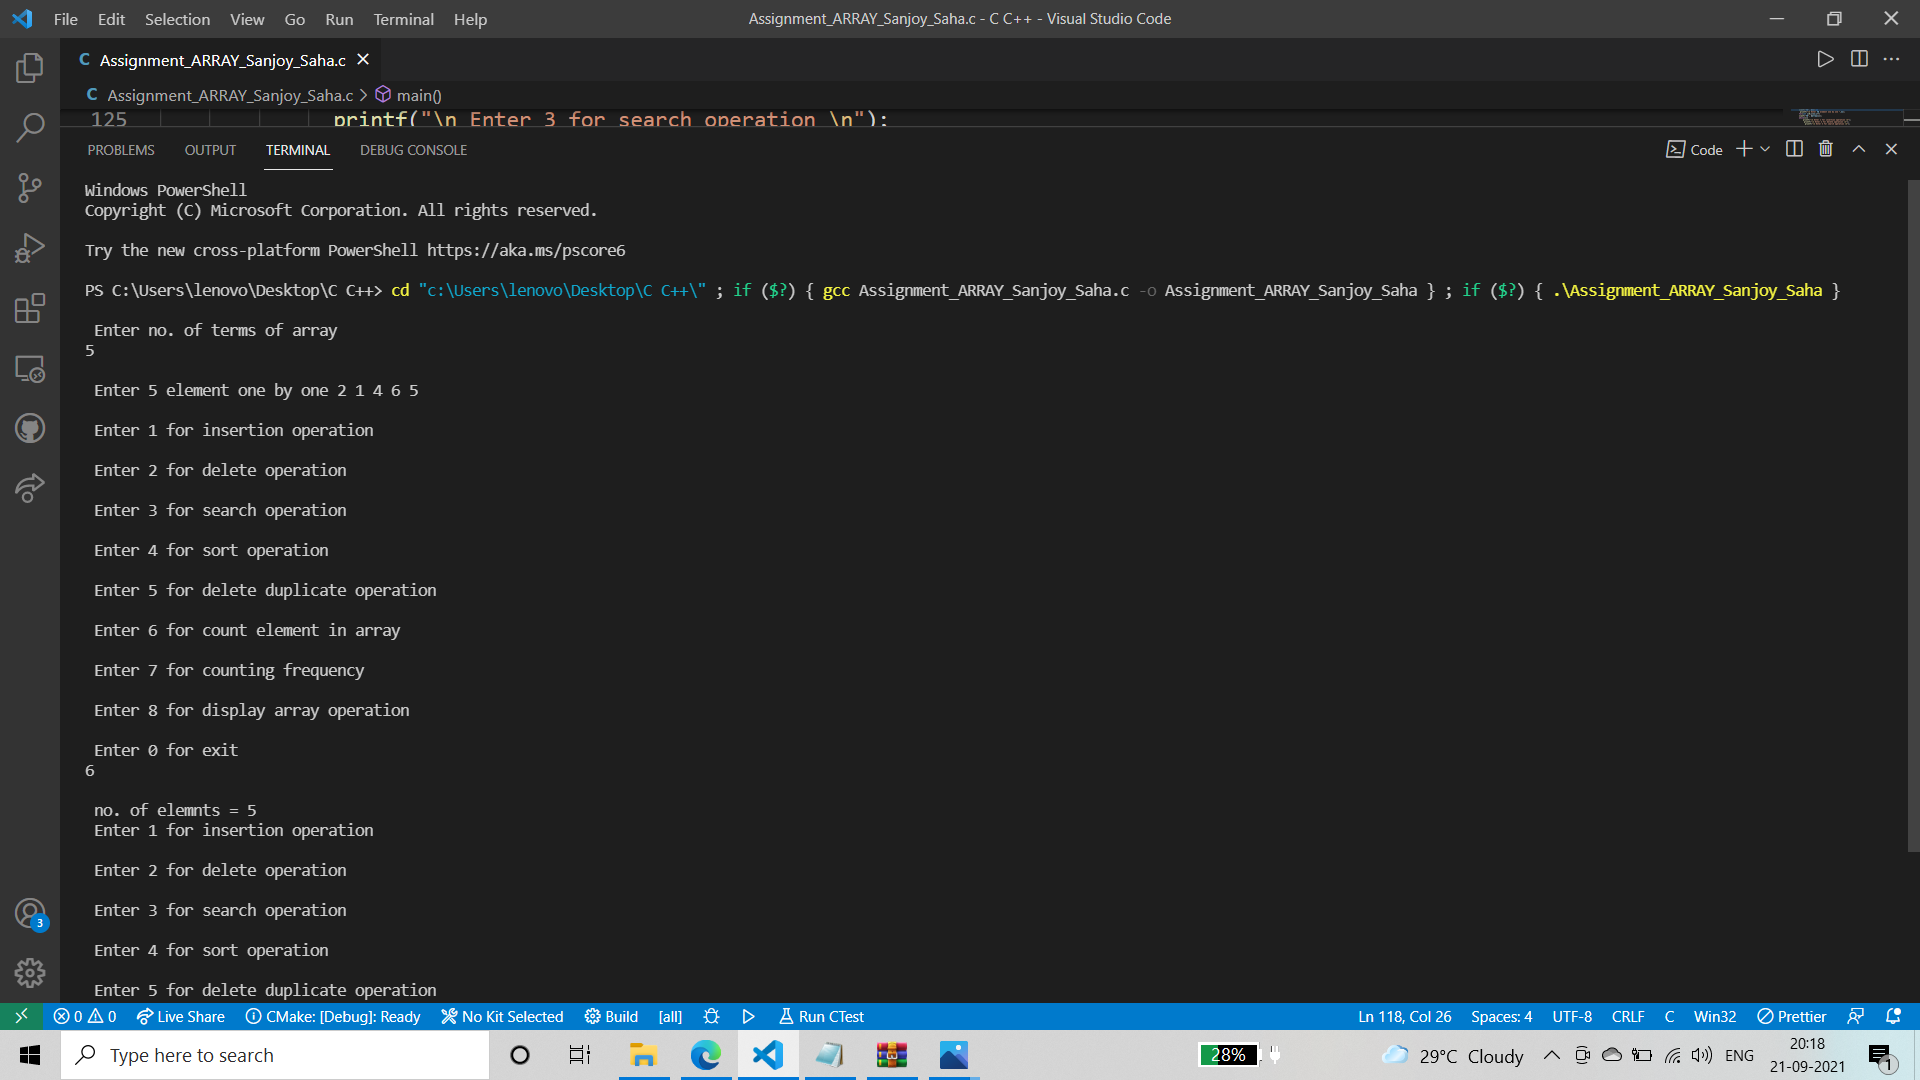 File Edit Selection View Go Run Terminal Help
Assignment_ARRAY_Sanjoy_Saha.c - C C++ - Visual Studio Code
C Assignment_ARRAY_Sanjoy_Saha.c
C Assignment_ARRAY_Sanjoy_Saha.c > main()
125 printf("\n Enter 3 for search operation \n");
PROBLEMS OUTPUT TERMINAL DEBUG CONSOLE
Code
Windows PowerShell
Copyright (C) Microsoft Corporation. All rights reserved.
Try the new cross-platform PowerShell https://aka.ms/pscore6
PS C:\Users\lenovo\Desktop\C C++> cd "c:\Users\lenovo\Desktop\C C++\" ; if ($?) { gcc Assignment_ARRAY_Sanjoy_Saha.c -o Assignment_ARRAY_Sanjoy_Saha } ; if ($?) { .\Assignment_ARRAY_Sanjoy_Saha }
Enter no. of terms of array
5
Enter 5 element one by one 2 1 4 6 5
Enter 1 for insertion operation
Enter 2 for delete operation
Enter 3 for search operation
Enter 4 for sort operation
Enter 5 for delete duplicate operation
Enter 6 for count element in array
Enter 7 for counting frequency
Enter 8 for display array operation
Enter 0 for exit
6
no. of elemnts = 5
Enter 1 for insertion operation
Enter 2 for delete operation
Enter 3 for search operation
Enter 4 for sort operation
Enter 5 for delete duplicate operation
3
0 0 Live Share CMake: [Debug]: Ready No Kit Selected Build [all] Run CTest
Ln 118, Col 26 Spaces: 4 UTF-8 CRLF C Win32 Prettier
Type here to search
28%
29°C Cloudy
ENG
20:18
21-09-2021
1